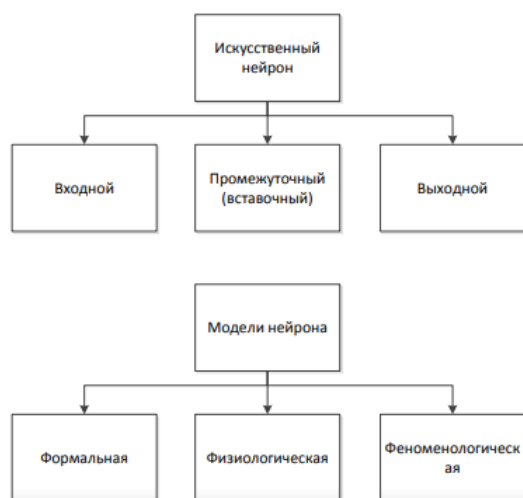 Искусственный
нейрон
Входной
Промежуточный
(вставочный)
Выходной
Модели нейрона
Формальная
Физиологическая
Феноменологическ
ая